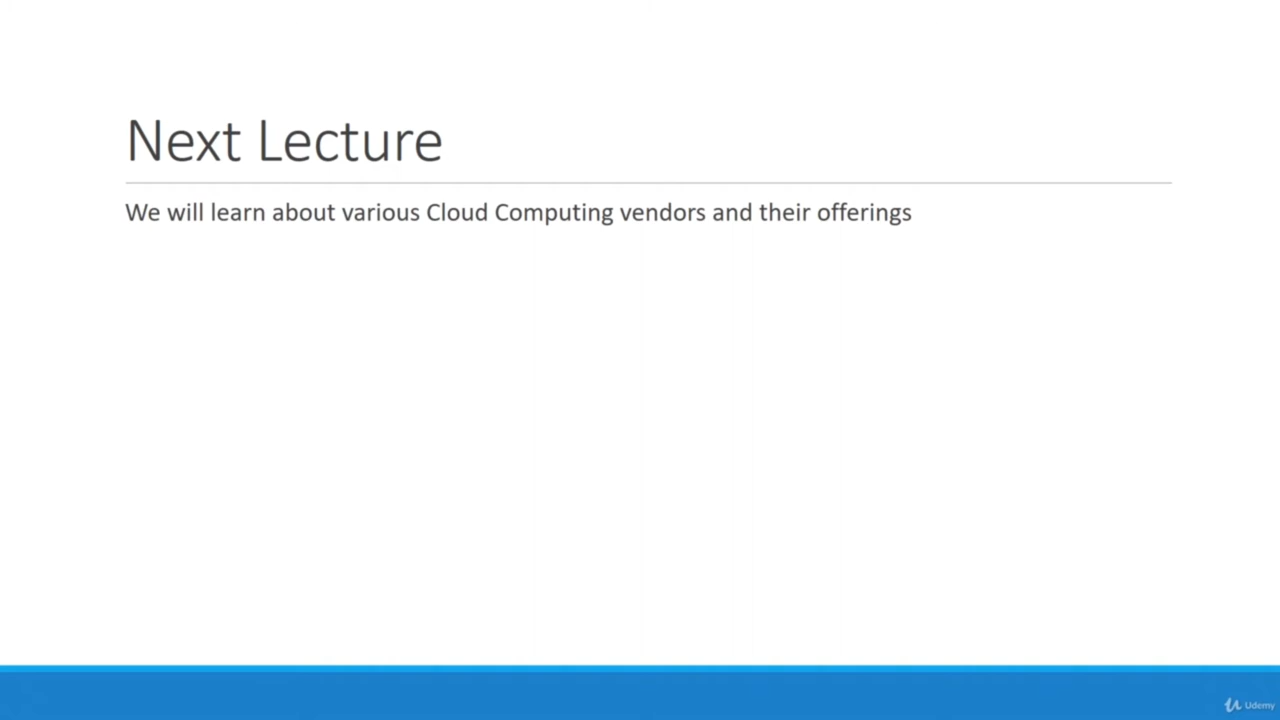 Next Lecture
We will learn about various Cloud Computing vendors and their offerings
Udemy